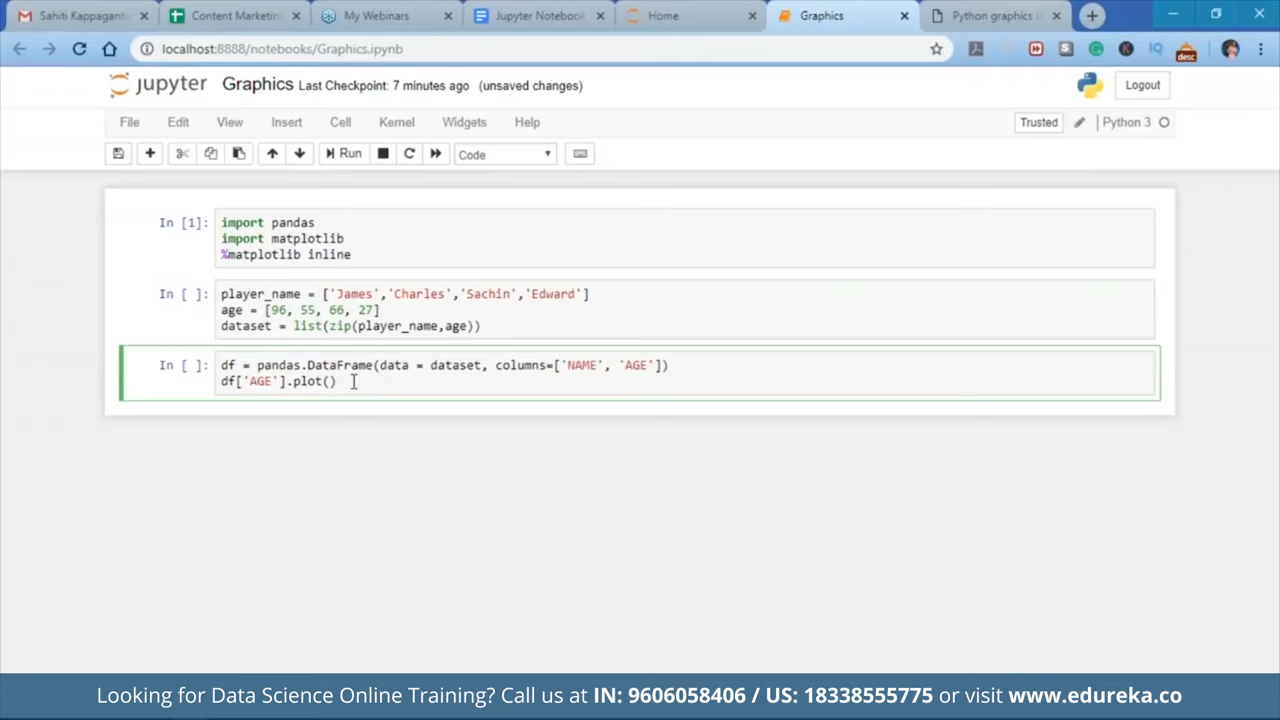 Sahiti Kappagant
Content Marketin
My Webinars
Jupyter Notebook
Home
Graphics
Python graphics
localhost:8888/notebooks/Graphics.ipynb
jupyter Graphics Last Checkpoint: 7 minutes ago (unsaved changes)
Logout
File Edit View Insert Cell Kernel Widgets Help
Trusted
Python 3
Run
Code
In [1]: import pandas
import matplotlib
%matplotlib inline
In [ ]: player_name = ['James','Charles','Sachin','Edward']
age = [96, 55, 66, 27]
dataset = list(zip(player_name,age))
In [ ]: df = pandas.DataFrame(data = dataset, columns=['NAME', 'AGE'])
df['AGE'].plot()
Looking for Data Science Online Training? Call us at IN: 9606058406 / US: 18338555775 or visit www.edureka.co